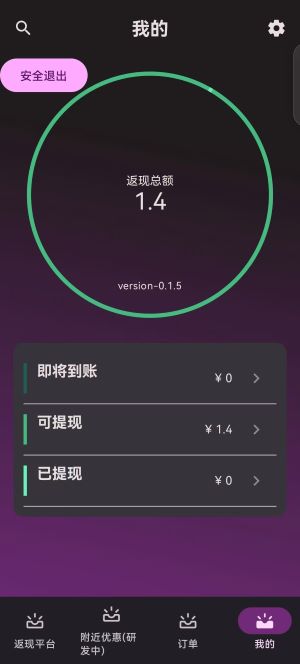 我的
安全退出
返现总额
1.4
version-0.1.5
即将到账
¥ 0
可提现
¥ 1.4
已提现
¥ 0
返现平台
附近优惠(研
发中)
订单
我的